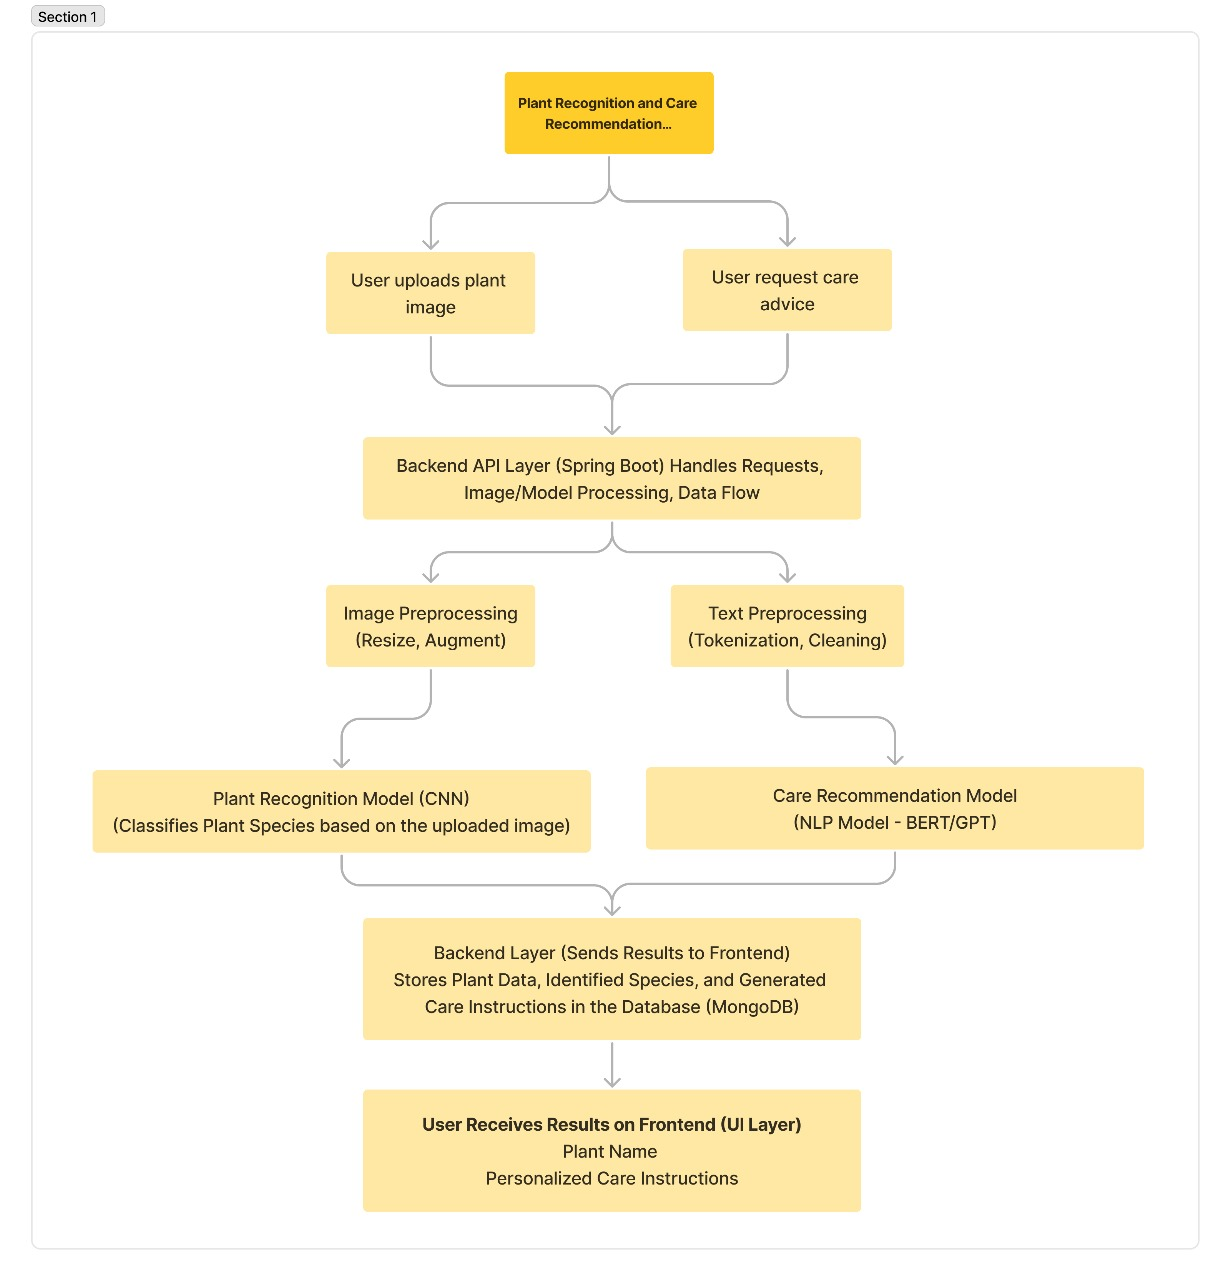 Section 1
Plant Recognition and Care
Recommendation...
User uploads plant
image
User request care
advice
Backend API Layer (Spring Boot) Handles Requests,
Image/Model Processing, Data Flow
Image Preprocessing
(Resize, Augment)
Text Preprocessing
(Tokenization, Cleaning)
Plant Recognition Model (CNN)
(Classifies Plant Species based on the uploaded image)
Care Recommendation Model
(NLP Model - BERT/GPT)
Backend Layer (Sends Results to Frontend)
Stores Plant Data, Identified Species, and Generated
Care Instructions in the Database (MongoDB)
User Receives Results on Frontend (UI Layer)
Plant Name
Personalized Care Instructions